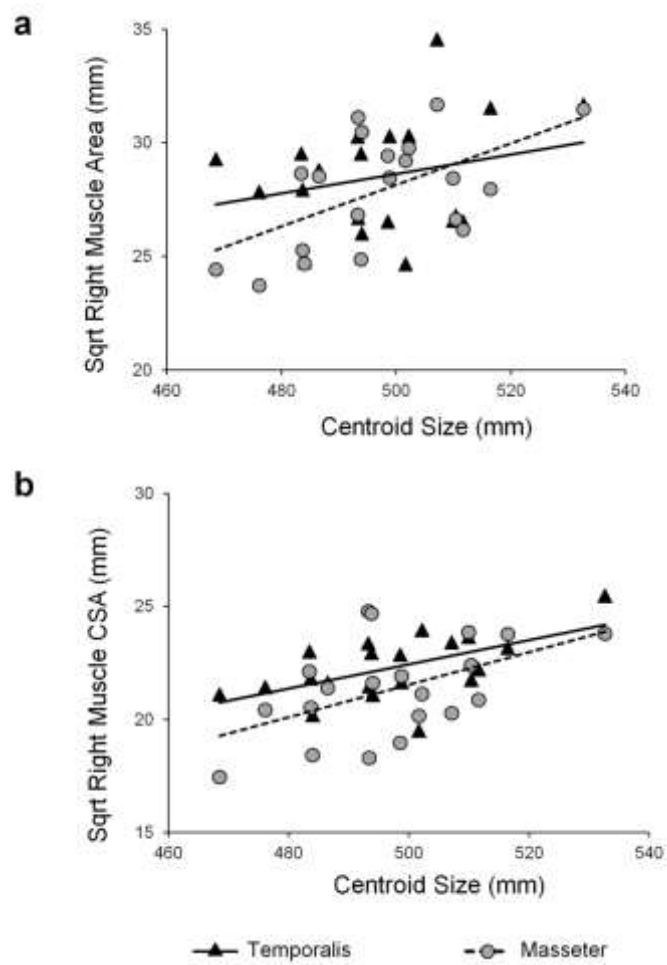 a
Sqrt Right Muscle Area (mm)
35
30
25
20
460
480
500
520
540
Centroid Size (mm)
b
Sqrt Right Muscle CSA (mm)
30
25
20
15
460
480
500
520
540
Centroid Size (mm)
Temporalis
Masseter